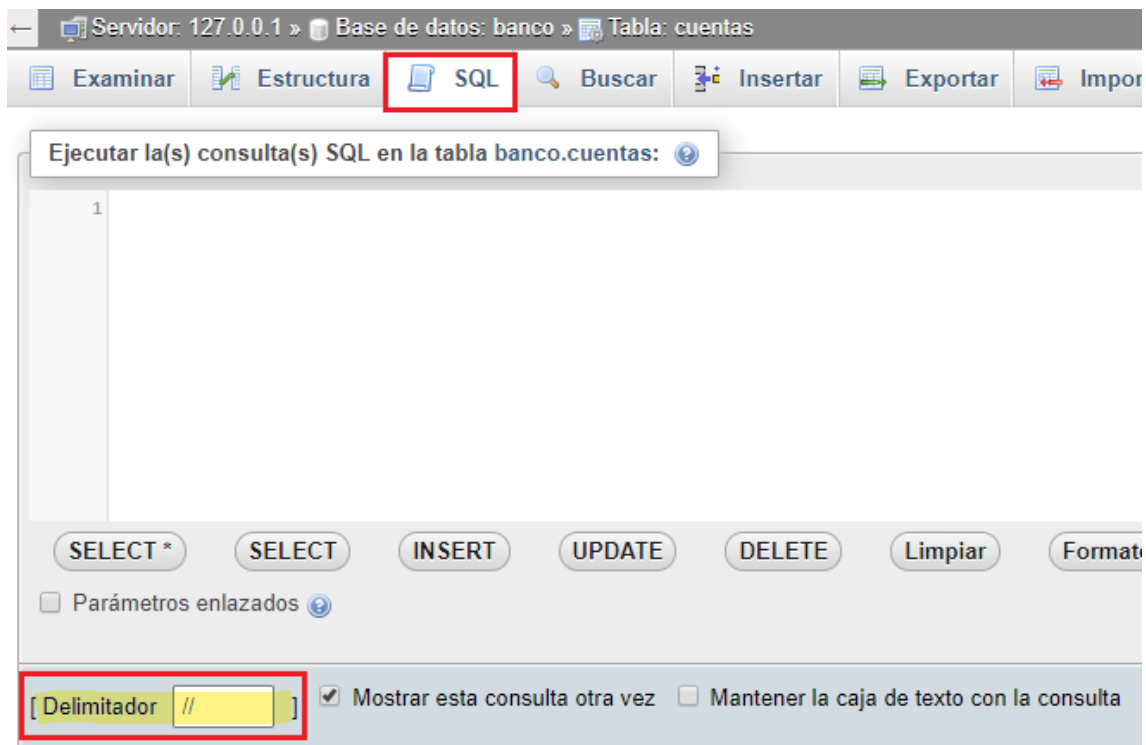 ← Servidor: 127.0.0.1 » Base de datos: banco » Tabla: cuentas
Examinar Estructura SQL Buscar Insertar Exportar Impor
Ejecutar la(s) consulta(s) SQL en la tabla banco.cuentas:
1
SELECT * SELECT INSERT UPDATE DELETE Limpiar Formato
Parámetros enlazados
[ Delimitador // ] Mostrar esta consulta otra vez Mantener la caja de texto con la consulta